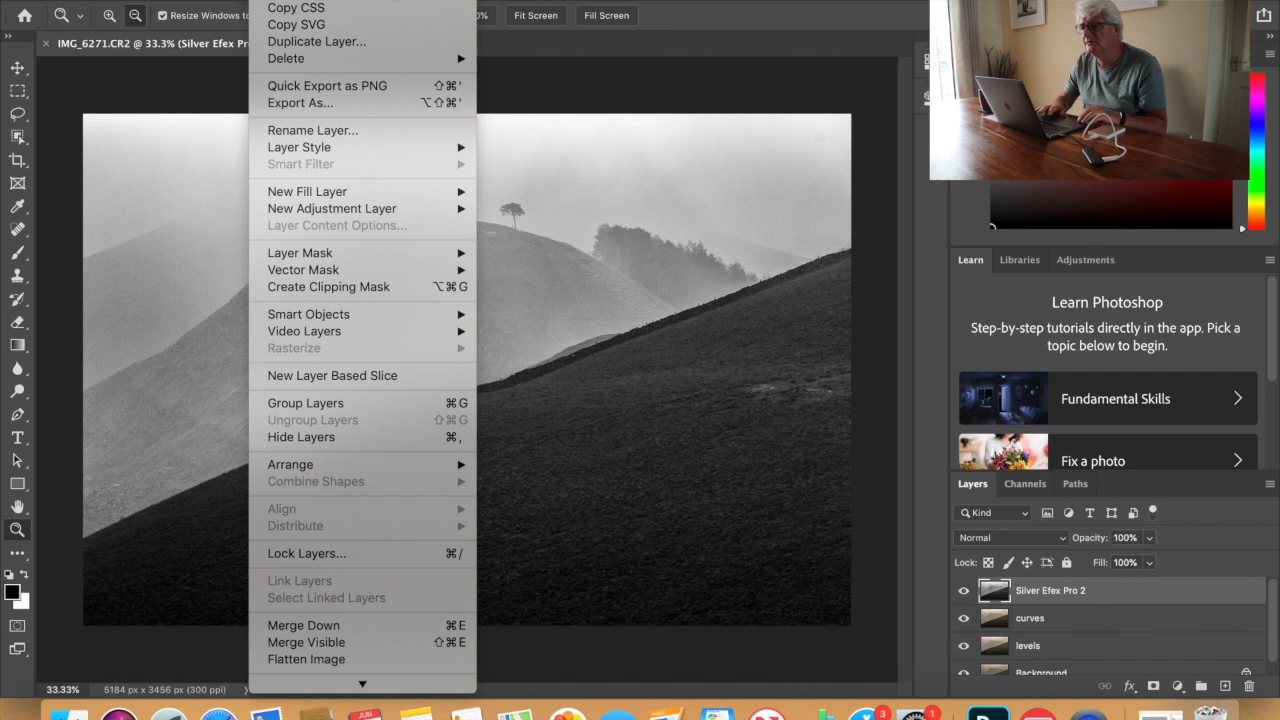 Resize Windows to
0%
Fit Screen
Fill Screen
IMG_6271.CR2 @ 33.3% (Silver Efex Pr
Copy CSS
Copy SVG
Duplicate Layer...
Delete
Quick Export as PNG ⇧⌘'
Export As... ⌥⇧⌘'
Rename Layer...
Layer Style
Smart Filter
New Fill Layer
New Adjustment Layer
Layer Content Options...
Layer Mask
Vector Mask
Create Clipping Mask ⌥⌘G
Smart Objects
Video Layers
Rasterize
New Layer Based Slice
Group Layers ⌘G
Ungroup Layers ⇧⌘G
Hide Layers ⌘,
Arrange
Combine Shapes
Align
Distribute
Lock Layers... ⌘/
Link Layers
Select Linked Layers
Merge Down ⌘E
Merge Visible ⇧⌘E
Flatten Image
33.33%
5184 px x 3456 px (300 ppi)
Learn Libraries Adjustments
Learn Photoshop
Step-by-step tutorials directly in the app. Pick a
topic below to begin.
Fundamental Skills
Fix a photo
Layers Channels Paths
Kind
Normal Opacity: 100%
Lock: Fill: 100%
Silver Efex Pro 2
curves
levels
Background
JUN
3
1